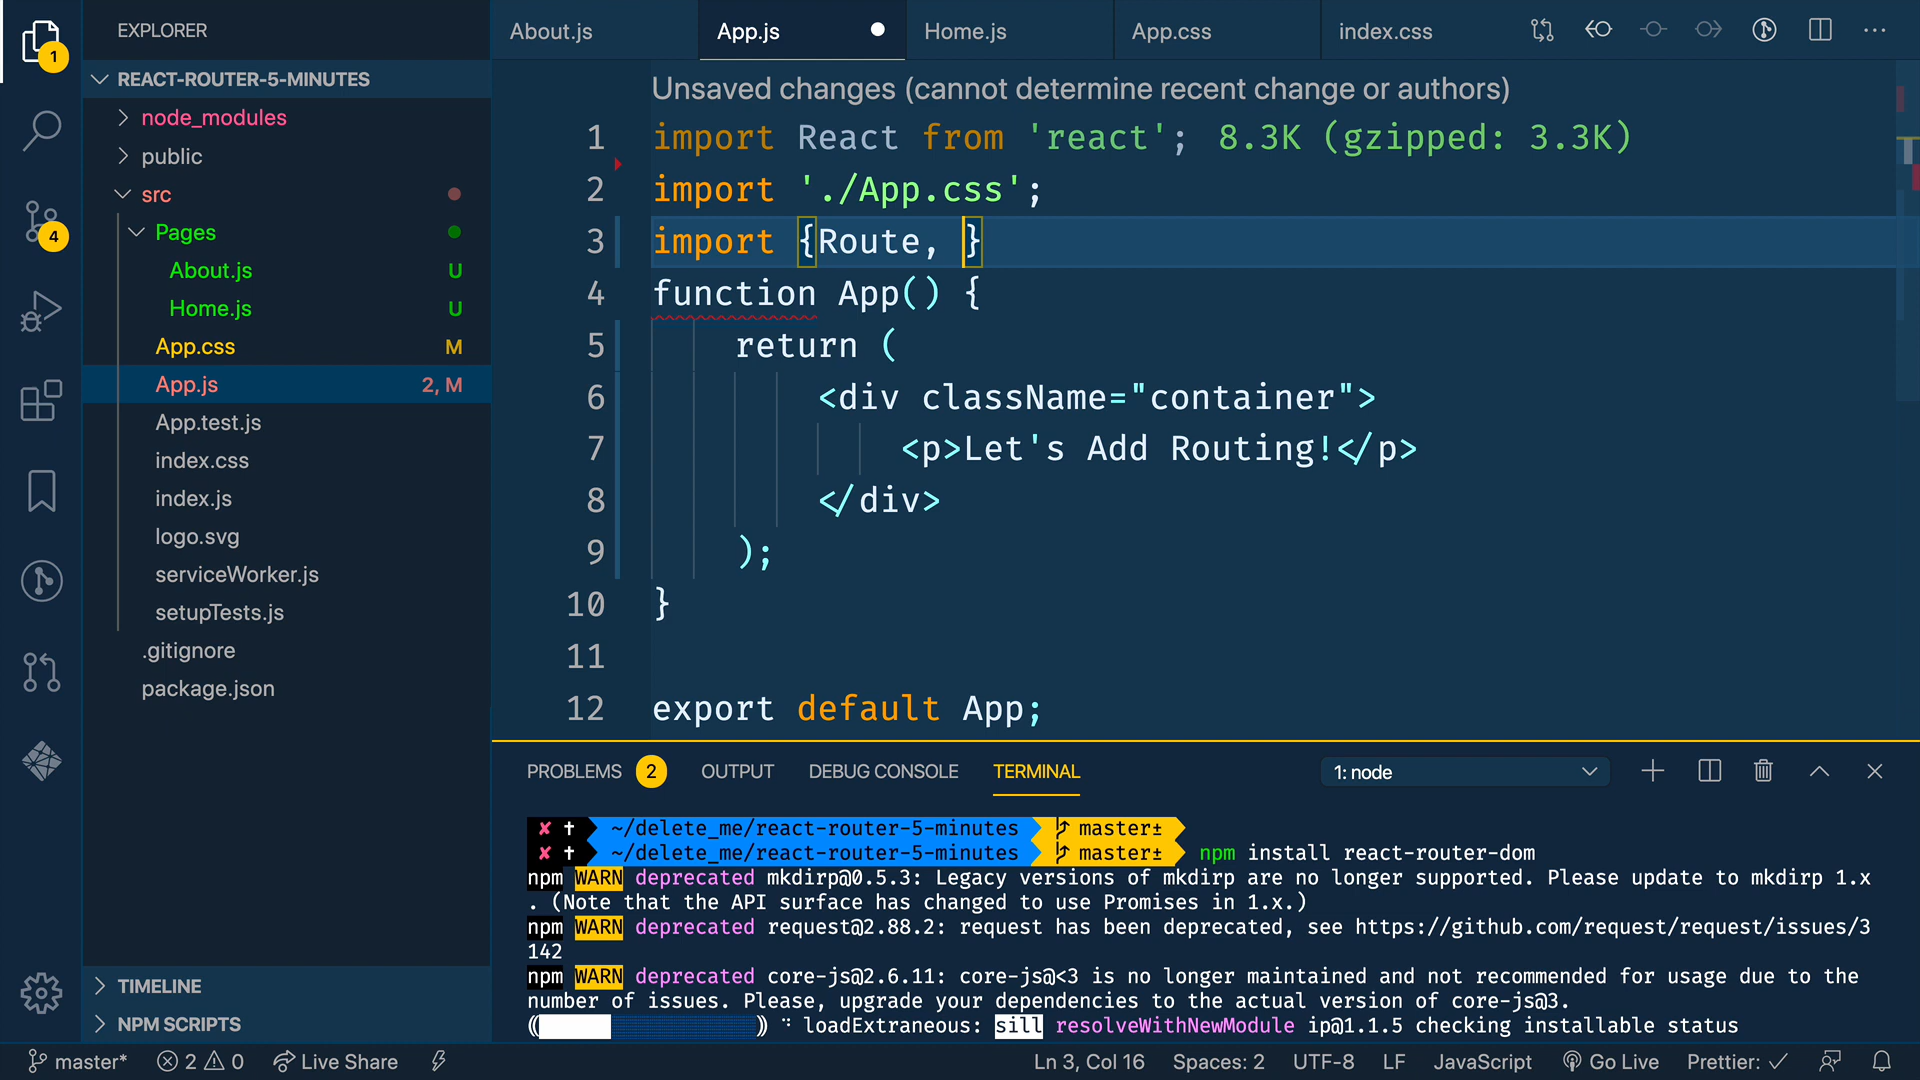 EXPLORER
REACT-ROUTER-5-MINUTES
node_modules
public
src
Pages
About.js U
Home.js U
App.css M
App.js 2, M
App.test.js
index.css
index.js
logo.svg
serviceWorker.js
setupTests.js
.gitignore
package.json
TIMELINE
NPM SCRIPTS
1
4
About.js
App.js
Home.js
App.css
index.css
Unsaved changes (cannot determine recent change or authors)
1 import React from 'react'; 8.3K (gzipped: 3.3K)
2 import './App.css';
3 import {Route, }
4 function App() {
5 return (
6 <div className="container">
7 <p>Let's Add Routing!</p>
8 </div>
9 );
10 }
11
12 export default App;
PROBLEMS 2 OUTPUT DEBUG CONSOLE TERMINAL 1: node
✘ ✝ ~/delete_me/react-router-5-minutes master±
✘ ✝ ~/delete_me/react-router-5-minutes master± npm install react-router-dom
npm WARN deprecated mkdirp@0.5.3: Legacy versions of mkdirp are no longer supported. Please update to mkdirp 1.x
. (Note that the API surface has changed to use Promises in 1.x.)
npm WARN deprecated request@2.88.2: request has been deprecated, see https://github.com/request/request/issues/3
142
npm WARN deprecated core-js@2.6.11: core-js@<3 is no longer maintained and not recommended for usage due to the
number of issues. Please, upgrade your dependencies to the actual version of core-js@3.
loadExtraneous: sill resolveWithNewModule ip@1.1.5 checking installable status
master* 2 0 Live Share Ln 3, Col 16 Spaces: 2 UTF-8 LF JavaScript Go Live Prettier: ✓